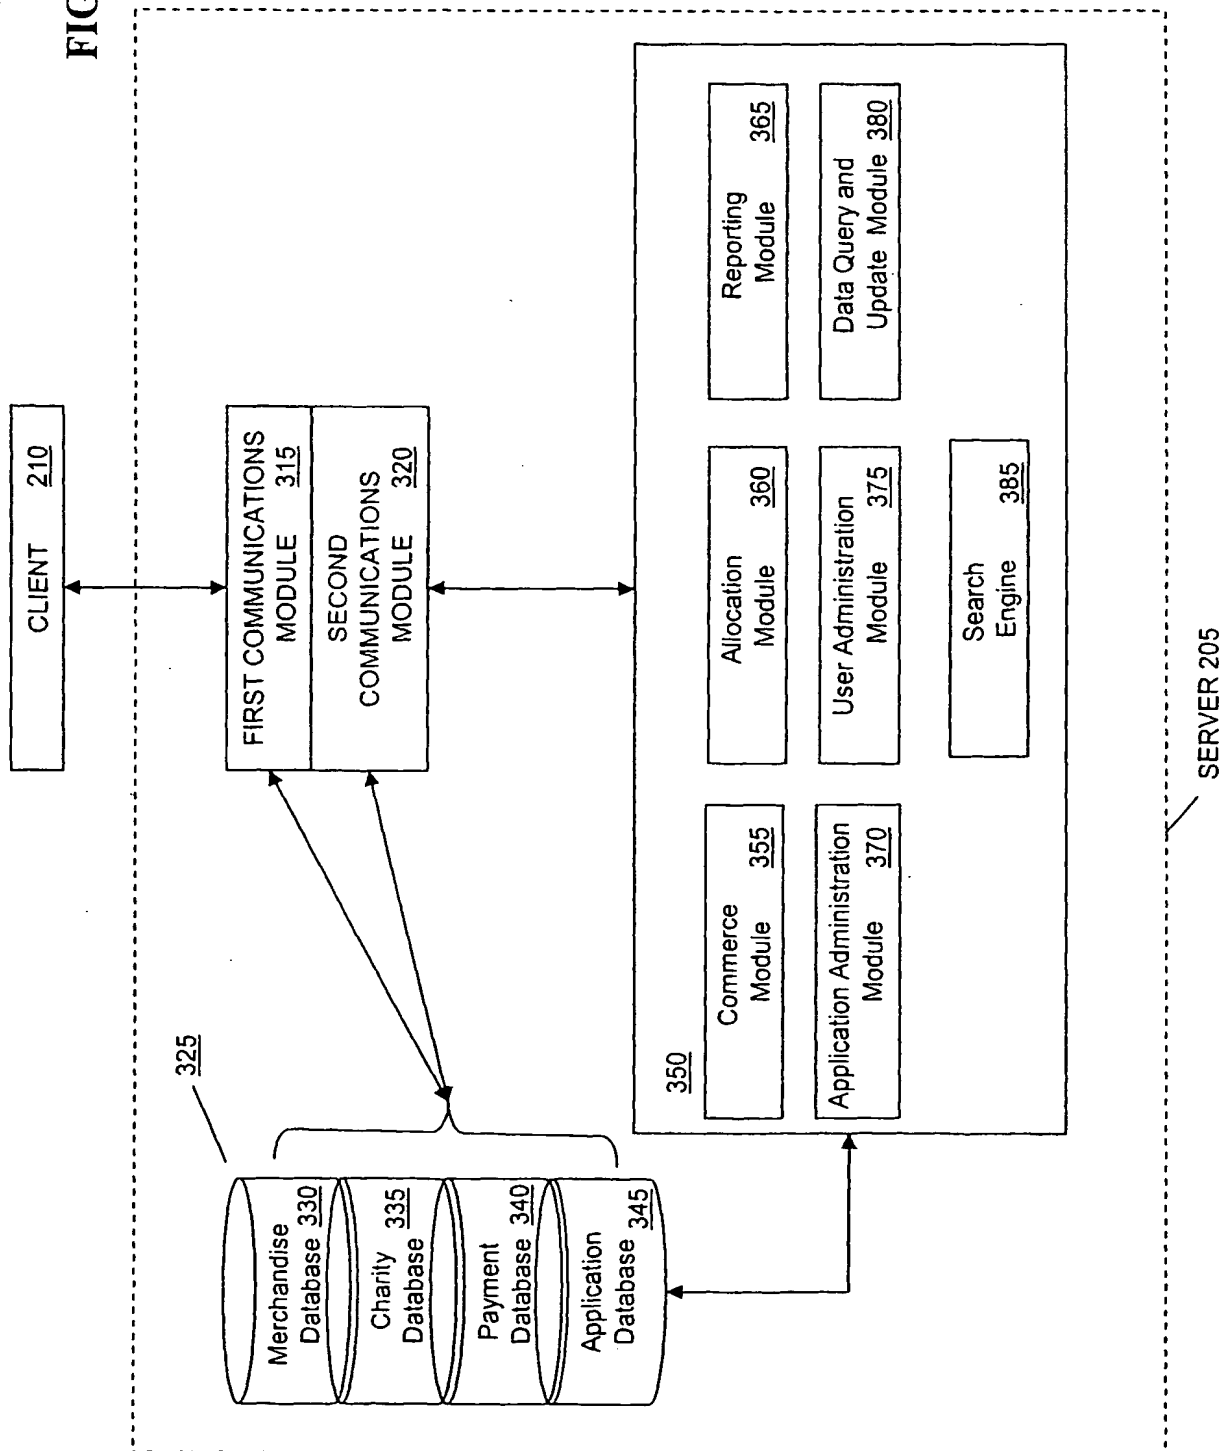 FIG
CLIENT 210
FIRST COMMUNICATIONS
MODULE 315
SECOND
COMMUNICATIONS
MODULE 320
325
Merchandise
Database 330
Charity
Database 335
Payment
Database 340
Application
Database 345
350
Commerce
Module 355
Allocation
Module 360
Reporting
Module 365
Application Administration
Module 370
User Administration
Module 375
Data Query and
Update Module 380
Search
Engine 385
SERVER 205